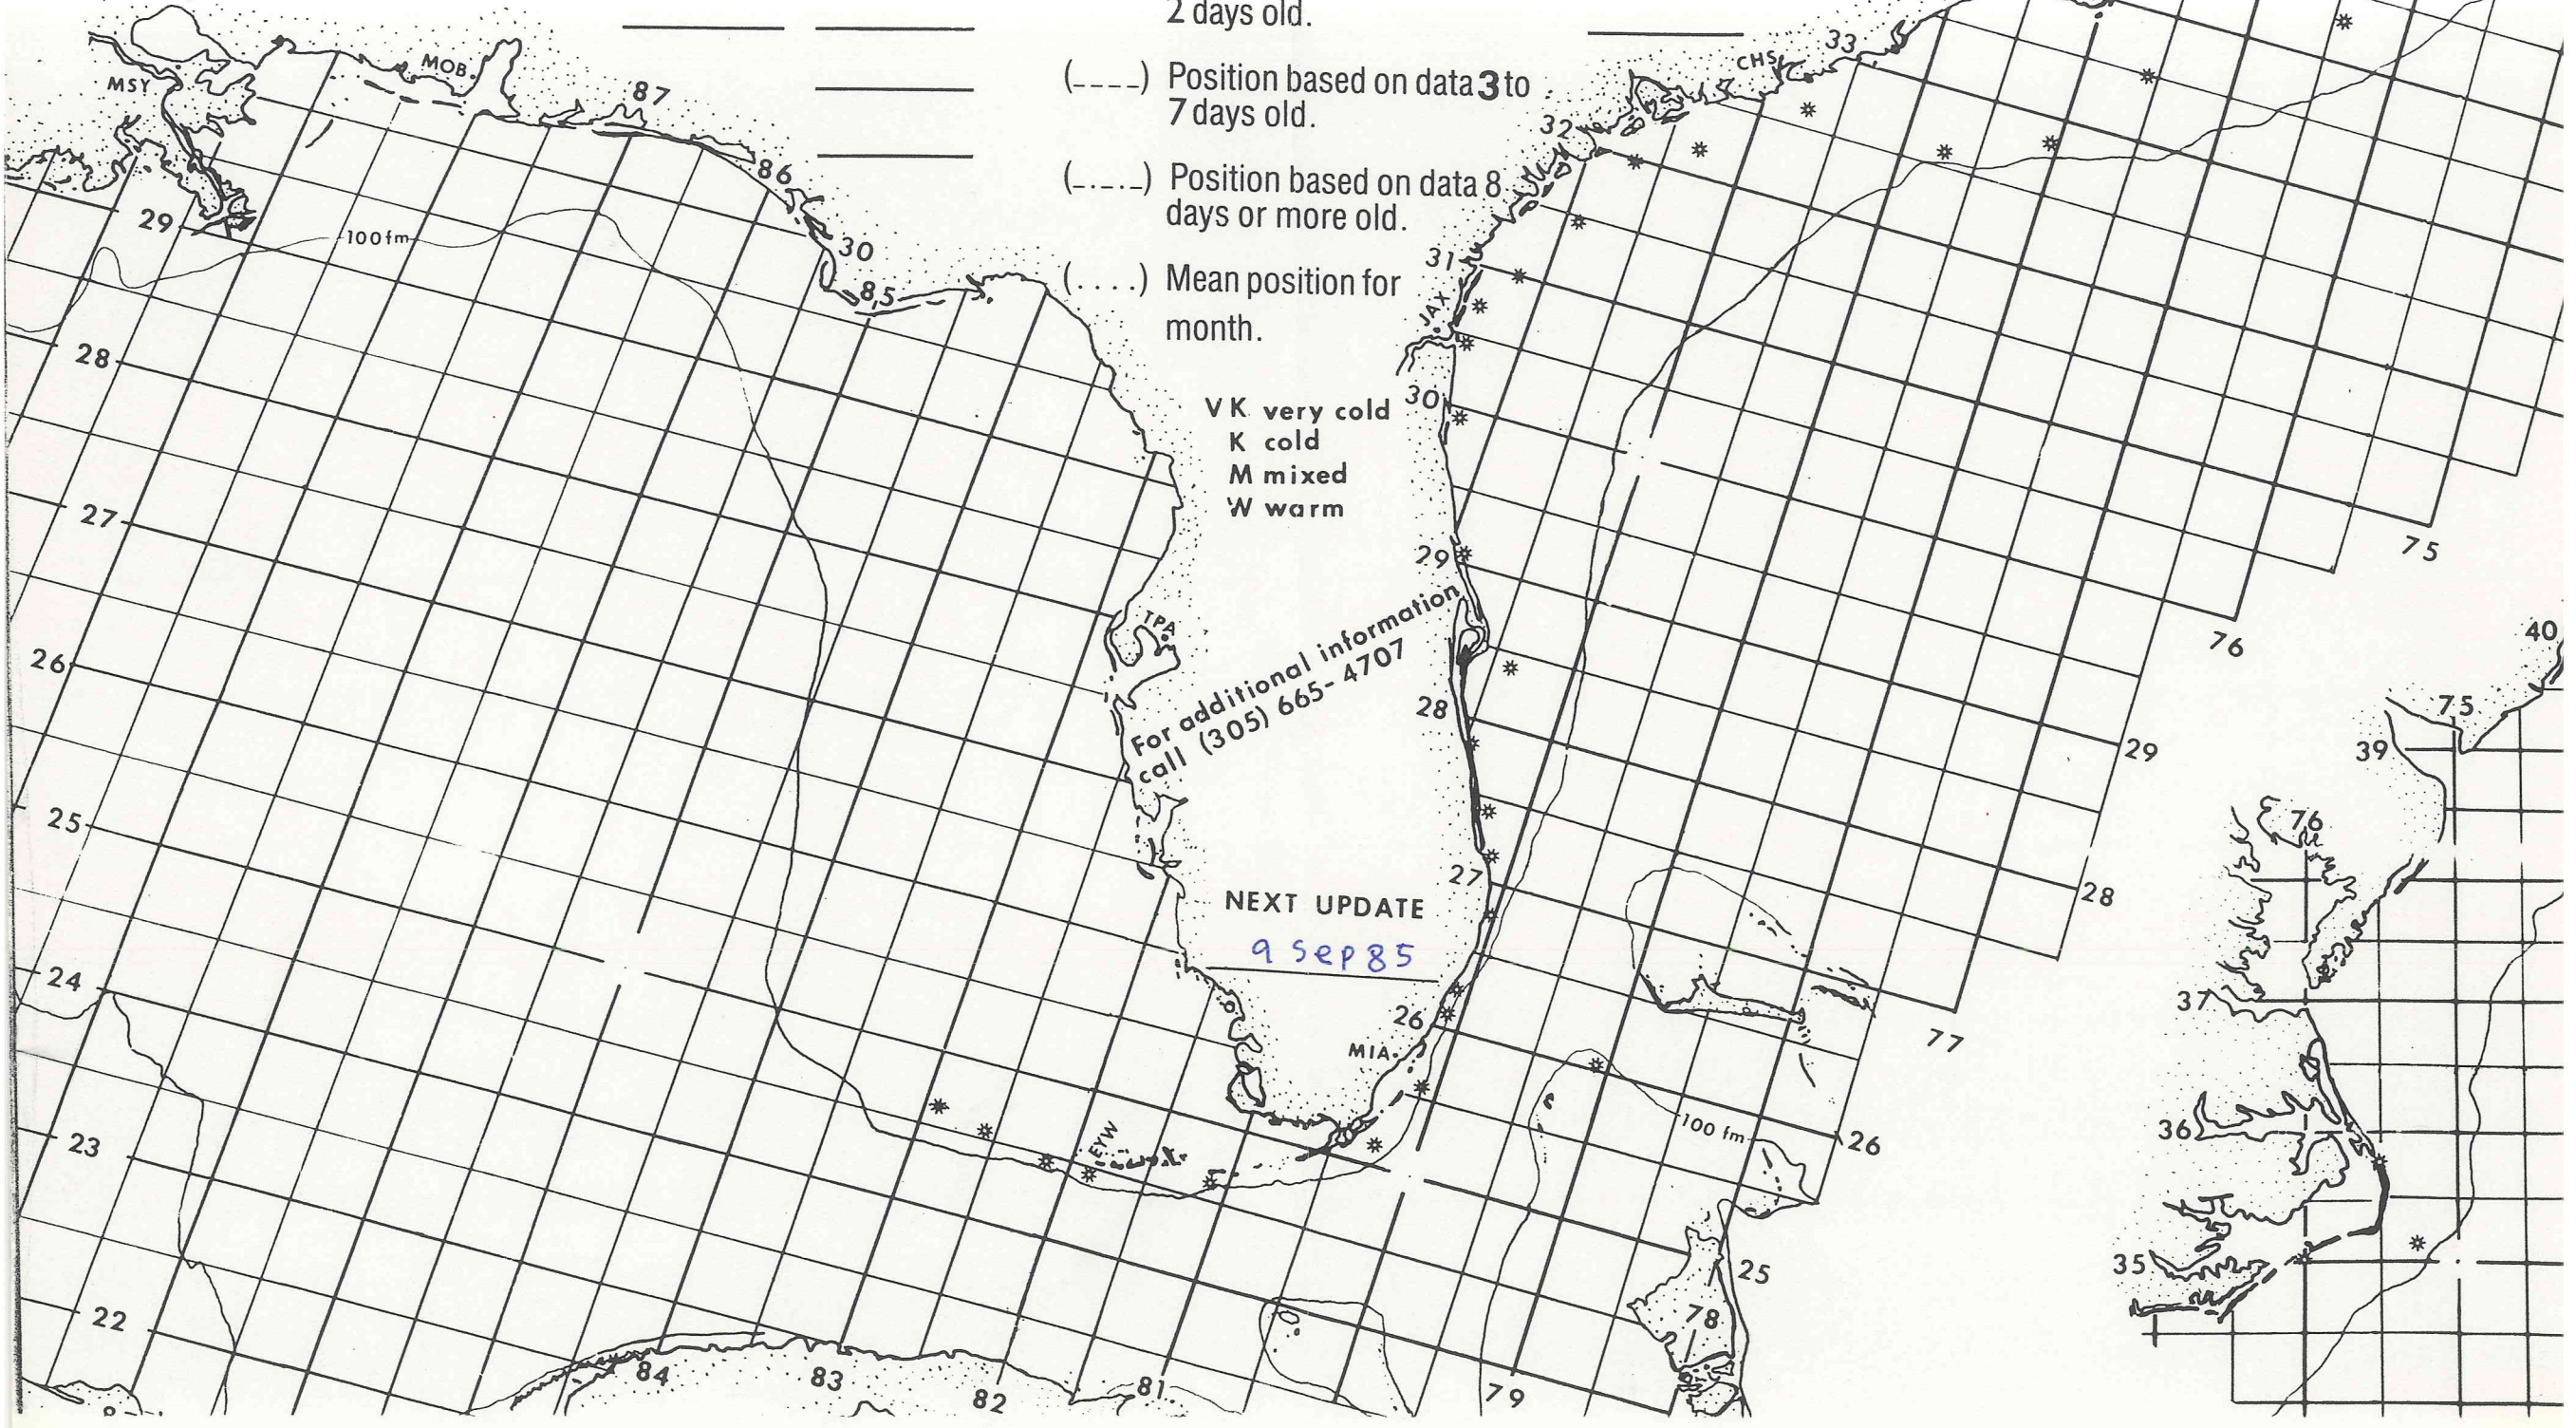 2 days old.
(----) Position based on data 3 to
7 days old.
(_._._) Position based on data 8
days or more old.
(....) Mean position for
month.
VK very cold
K cold
M mixed
W warm
For additional information
call (305) 665-4707
NEXT UPDATE
9 Sep 85
MSY
MOB.
87
86
30
85
29
-100fm-
28
27
26
25
24
23
22
84
83
82
81
79
TPA
EYW
MIA.
JAX
CHS
33
32
31
30
29
28
27
26
75
76
29
28
77
26
100 fm
25
78
40
75
39
76
37
36
35